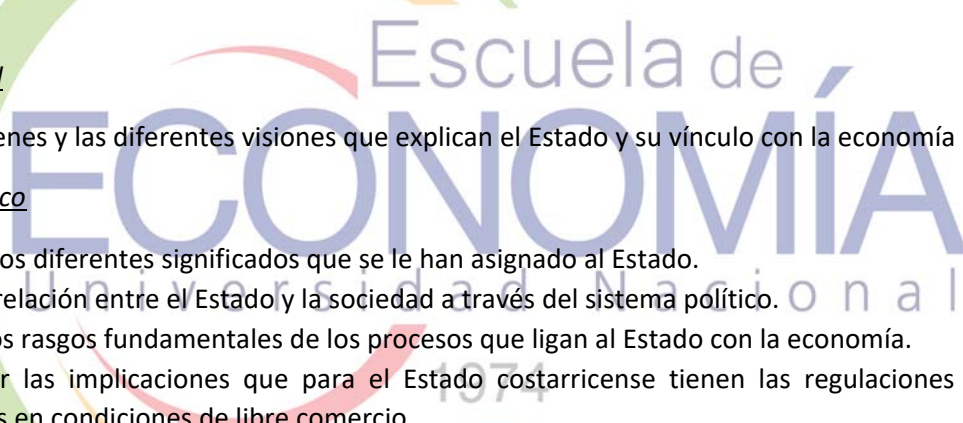 Escuela de
ECONOMÍA
Universidad Nacional
1974
y las diferentes visiones que explican el Estado y su vínculo con la economía
os diferentes significados que se le han asignado al Estado.
relación entre el Estado y la sociedad a través del sistema político.
os rasgos fundamentales de los procesos que ligan al Estado con la economía.
las implicaciones que para el Estado costarricense tienen las regulaciones
en condiciones de libre comercio